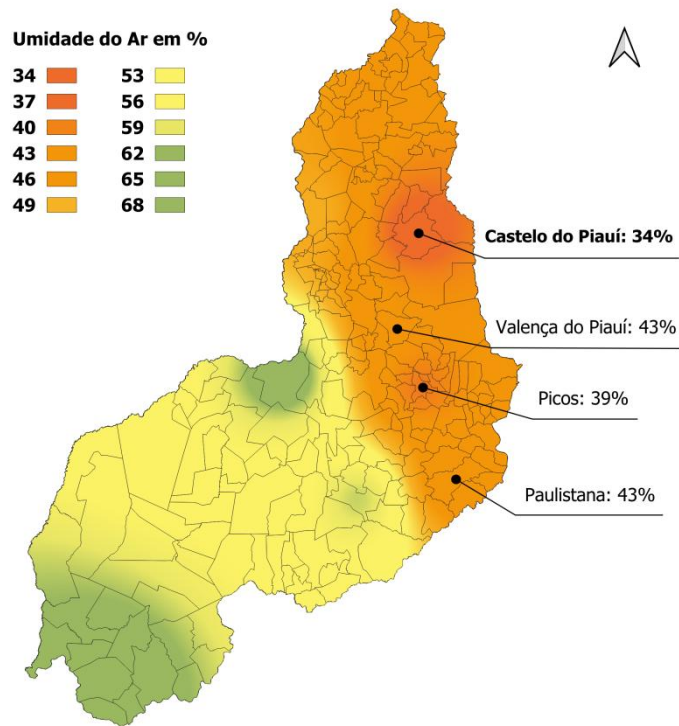 Umidade do Ar em %
34 53
37 56
40 59
43 62
46 65
49 68
Castelo do Piauí: 34%
Valença do Piauí: 43%
Picos: 39%
Paulistana: 43%